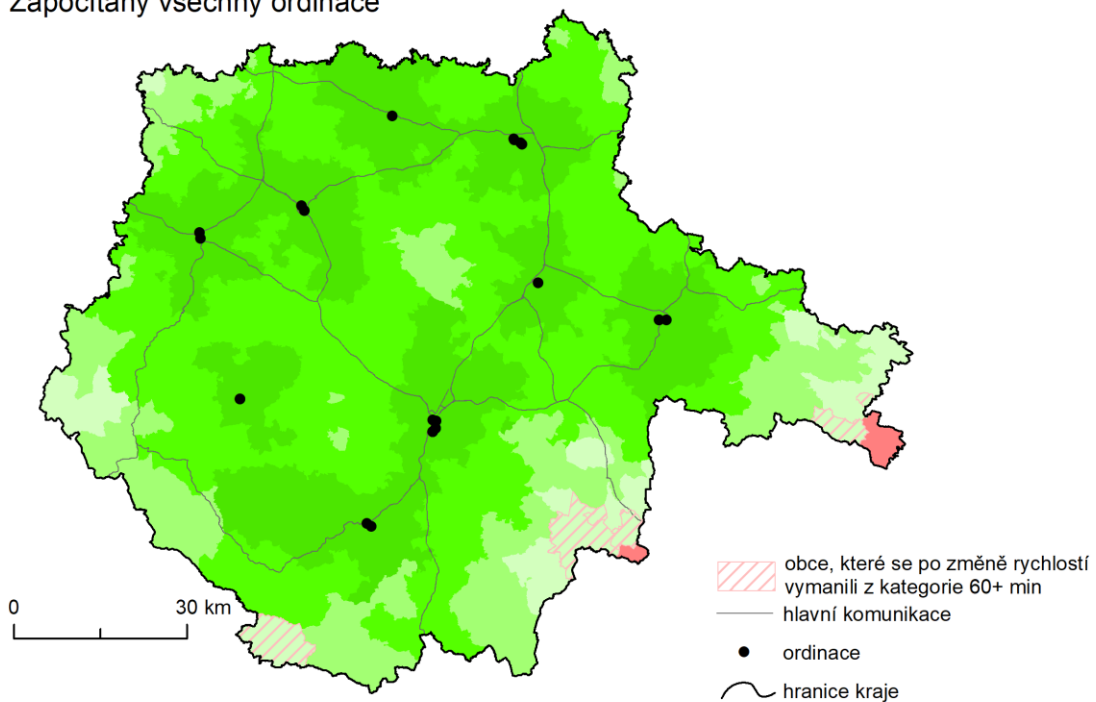 Započítány všechny ordinace
0 30 km
obce, které se po změně rychlostí
vymanili z kategorie 60+ min
hlavní komunikace
ordinace
hranice kraje